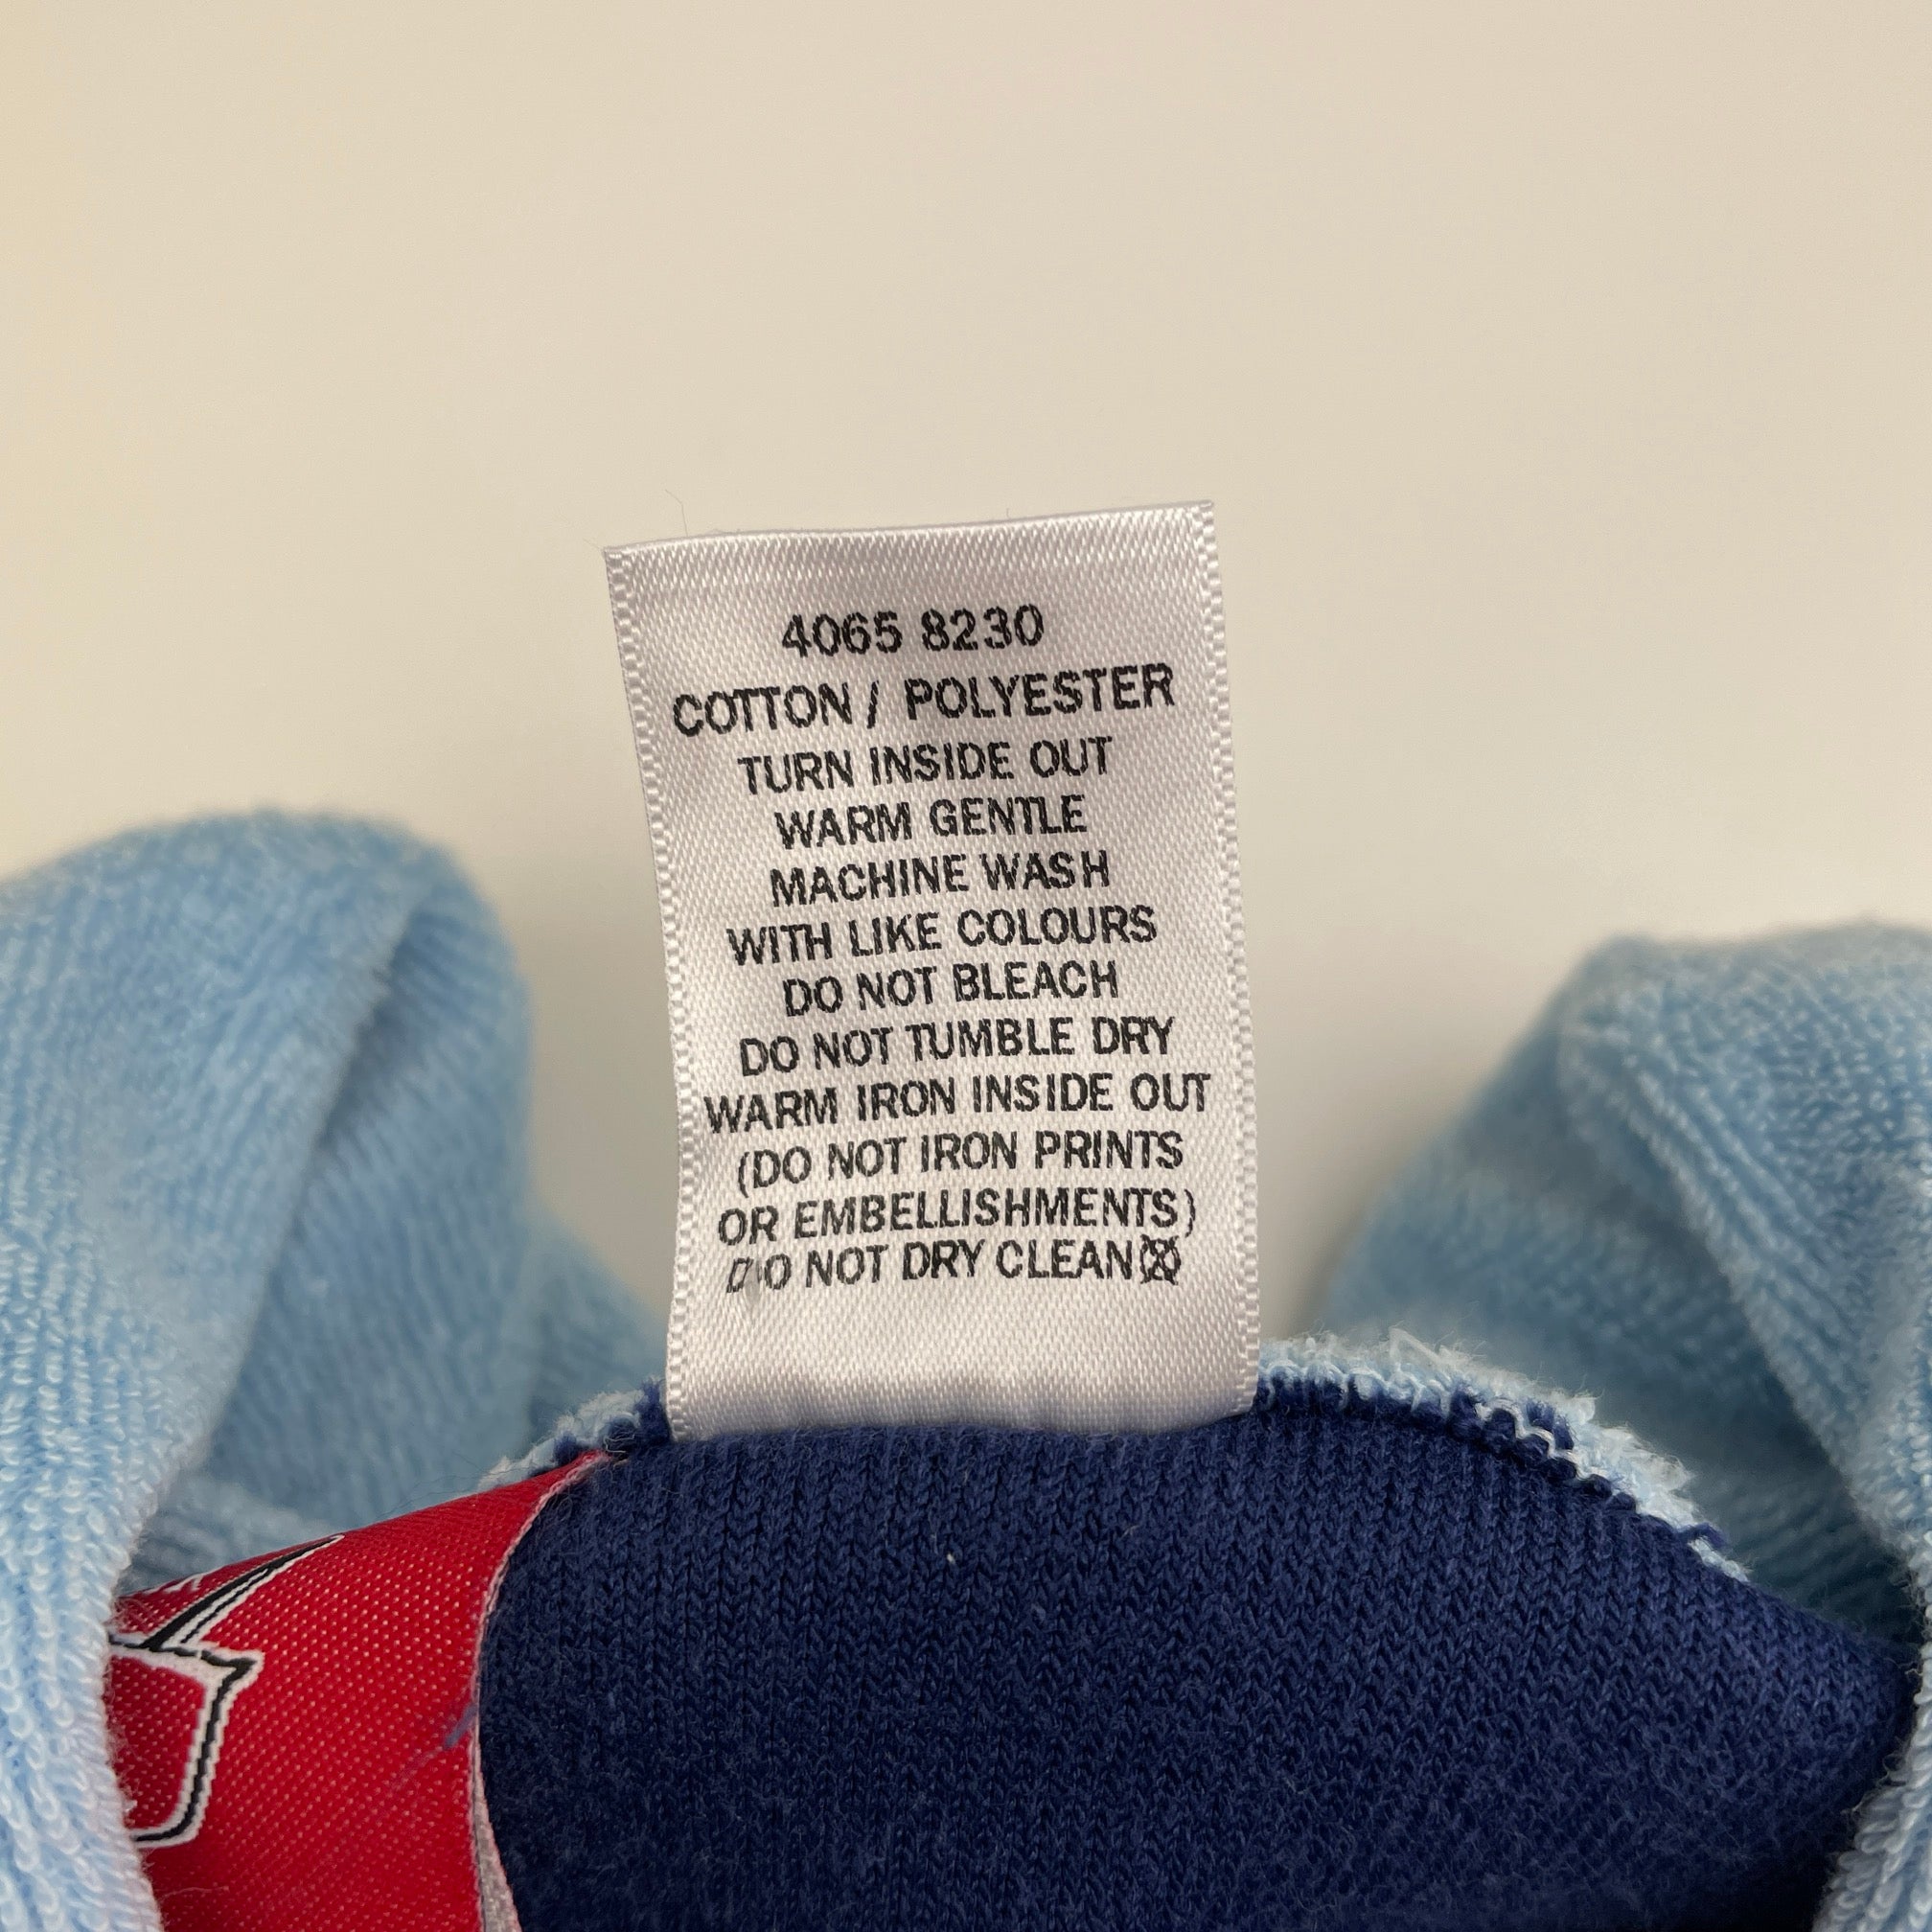 4065 8230
COTTON / POLYESTER
TURN INSIDE OUT
WARM GENTLE
MACHINE WASH
WITH LIKE COLOURS
DO NOT BLEACH
DO NOT TUMBLE DRY
WARM IRON INSIDE OUT
(DO NOT IRON PRINTS
OR EMBELLISHMENTS)
DO NOT DRY CLEAN